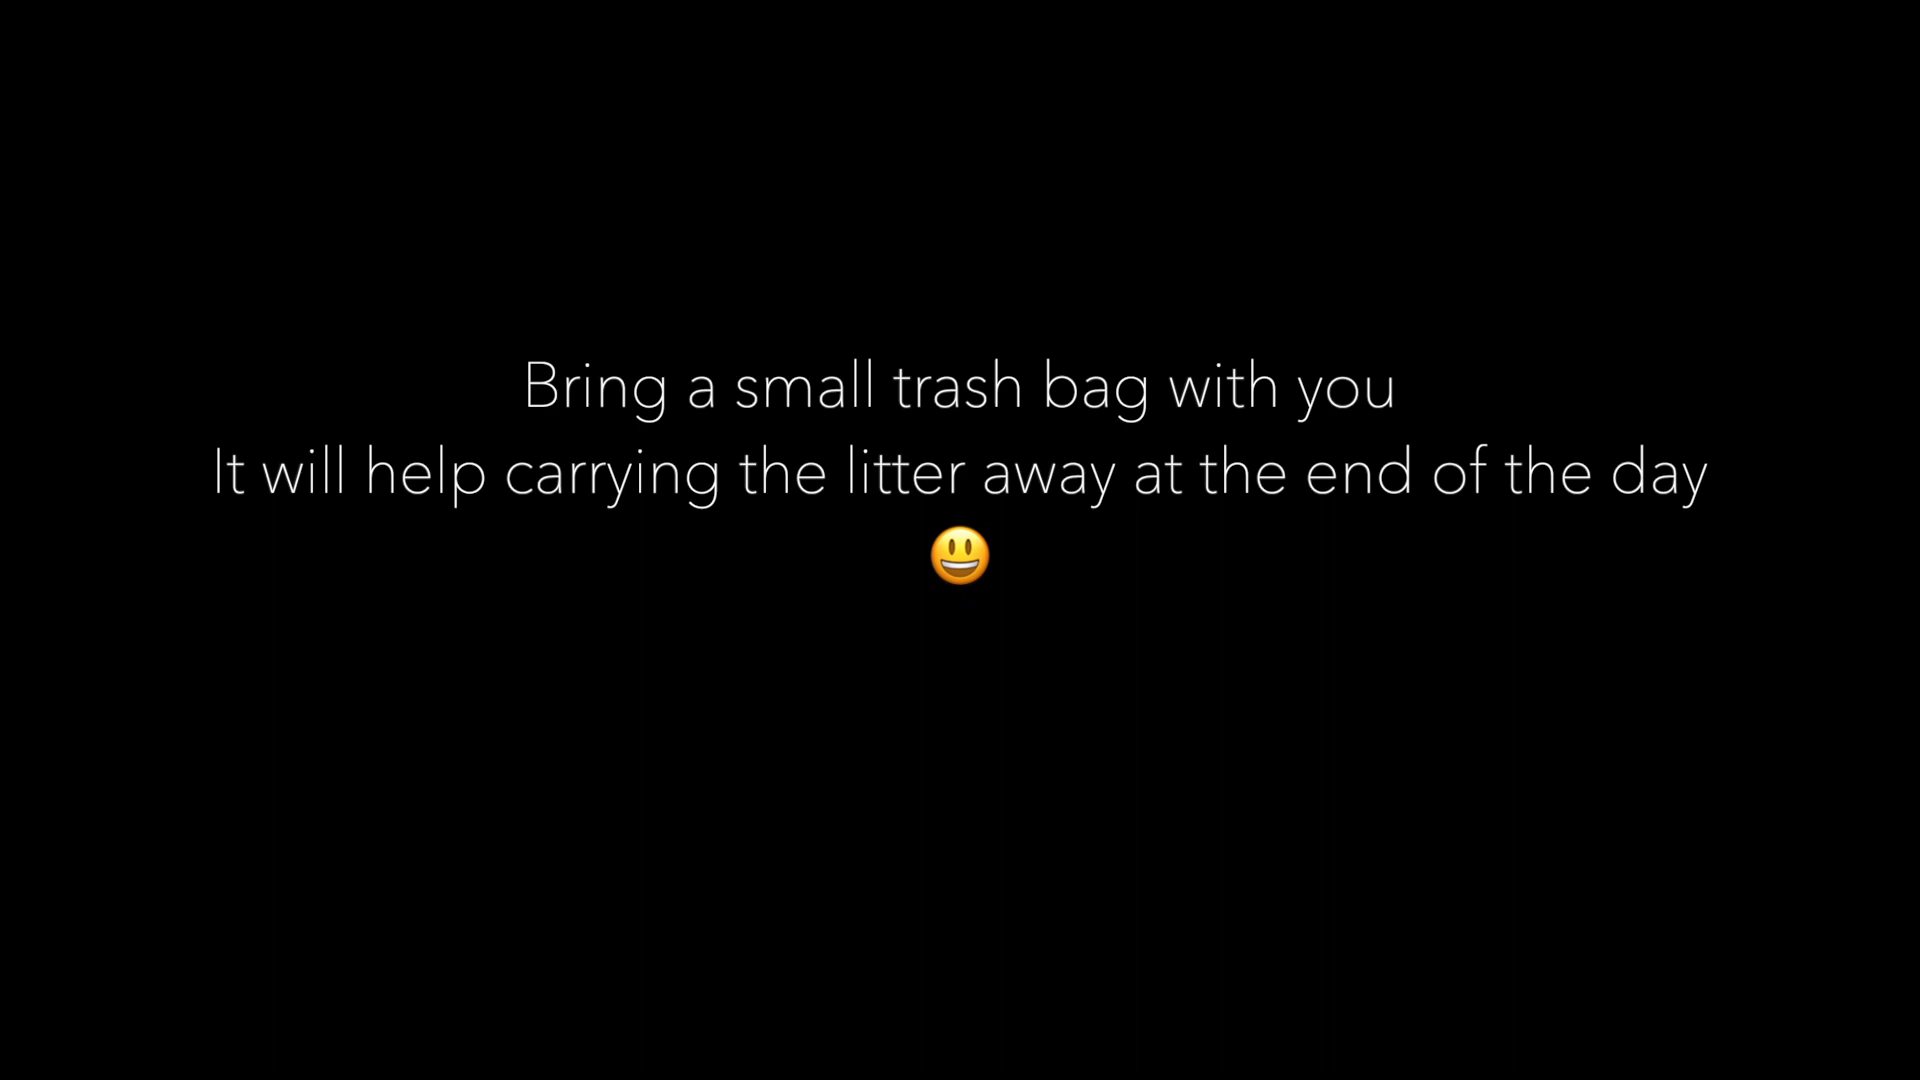 Bring a small trash bag with you
It will help carrying the litter away at the end of the day
😃